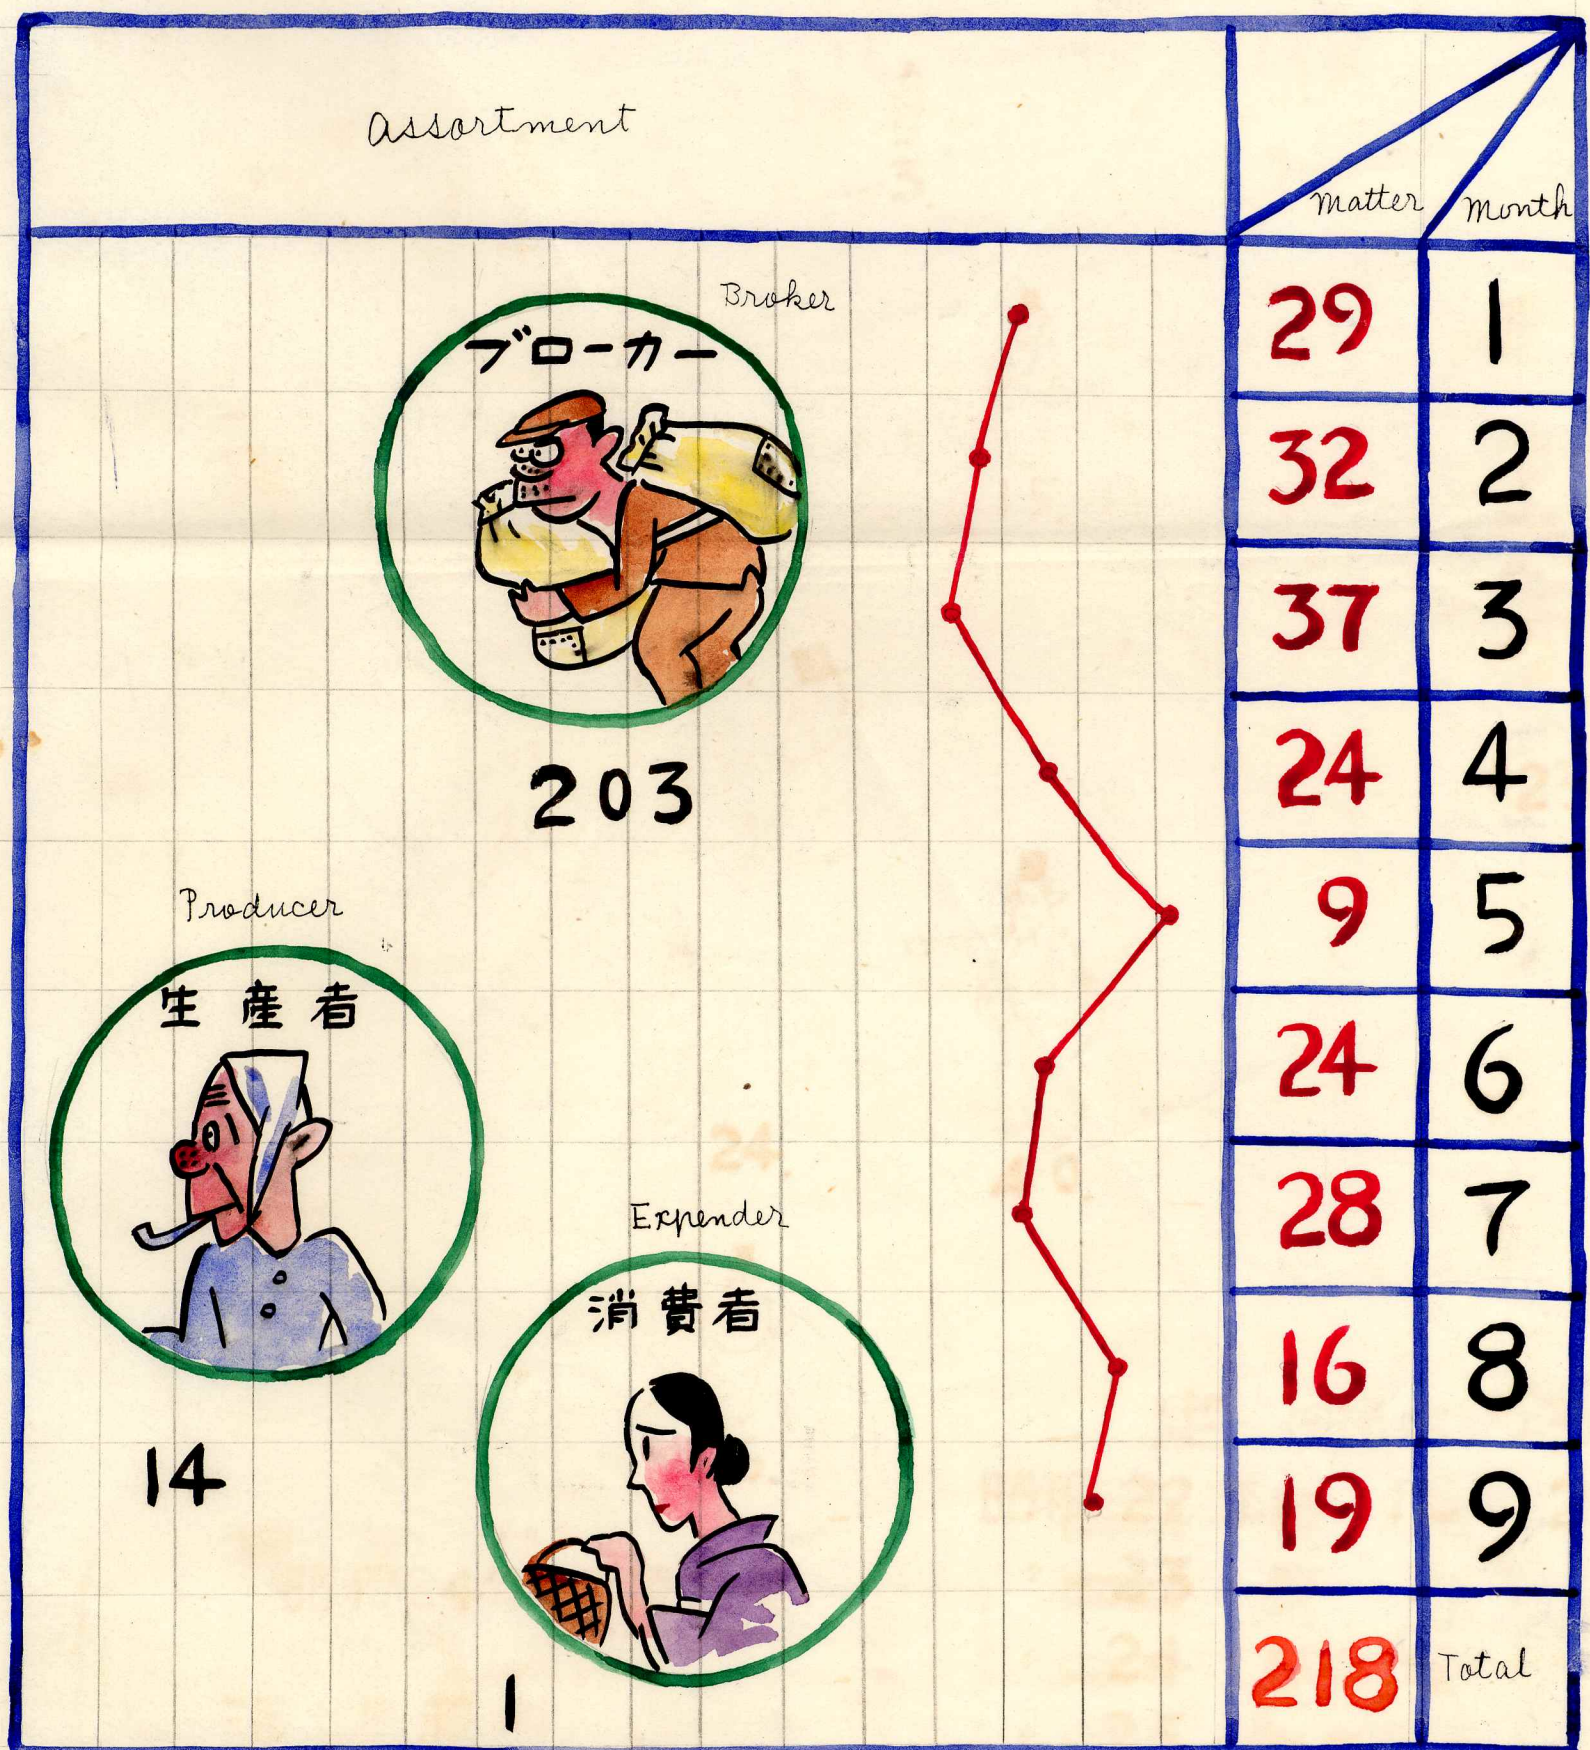 Assortment
Matter Month
29 1
32 2
37 3
24 4
9 5
24 6
28 7
16 8
19 9
218 Total
Broker
ブローカー
203
Producer
生産者
14
Expender
消費者
1